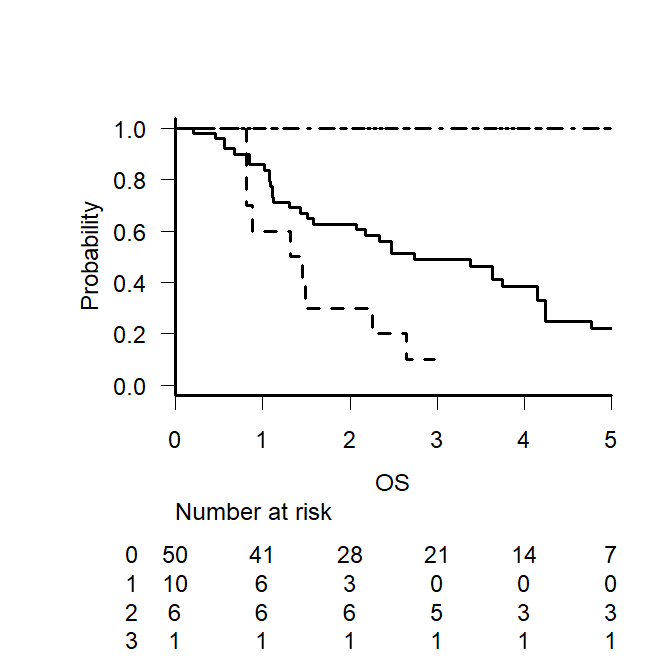 1.0
0.8
0.6
0.4
0.2
0.0
Probability
0 1 2 3 4 5
OS
Number at risk
0 50 41 28 21 14 7
1 10 6 3 0 0 0
2 6 6 6 5 3 3
3 1 1 1 1 1 1